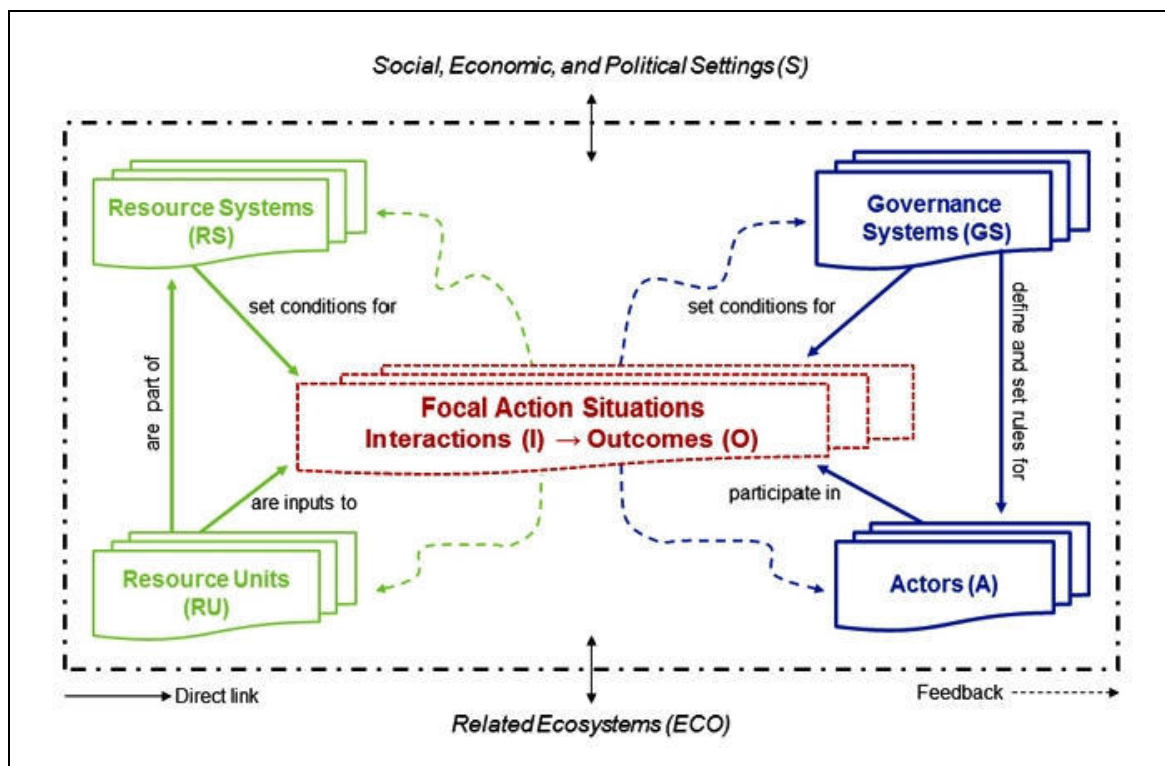 Social, Economic, and Political Settings (S)
Resource Systems
(RS)
Governance
Systems (GS)
set conditions for
set conditions for
are part of
define and set rules for
Focal Action Situations
Interactions (I) → Outcomes (O)
are inputs to
participate in
Resource Units
(RU)
Actors (A)
Direct link
Feedback
Related Ecosystems (ECO)